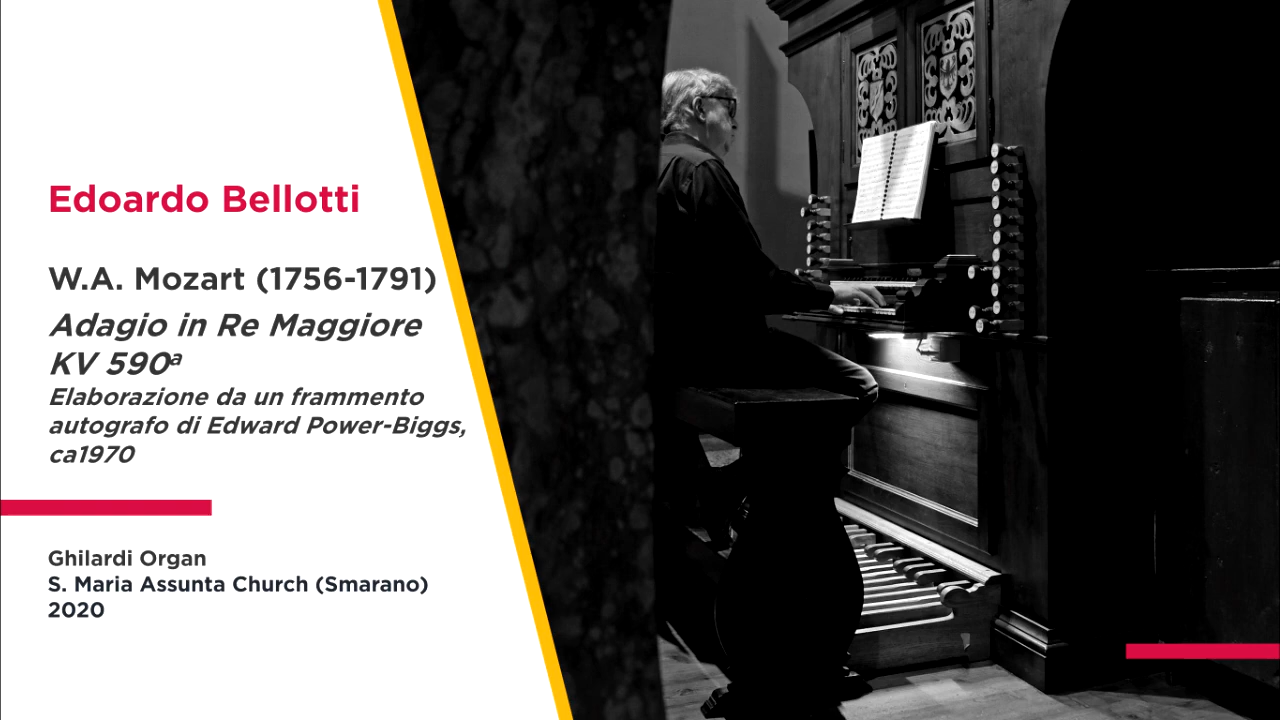 Edoardo Bellotti
W.A. Mozart (1756-1791)
Adagio in Re Maggiore
KV 590ª
Elaborazione da un frammento
autografo di Edward Power-Biggs,
ca1970
Ghilardi Organ
S. Maria Assunta Church (Smarano)
2020